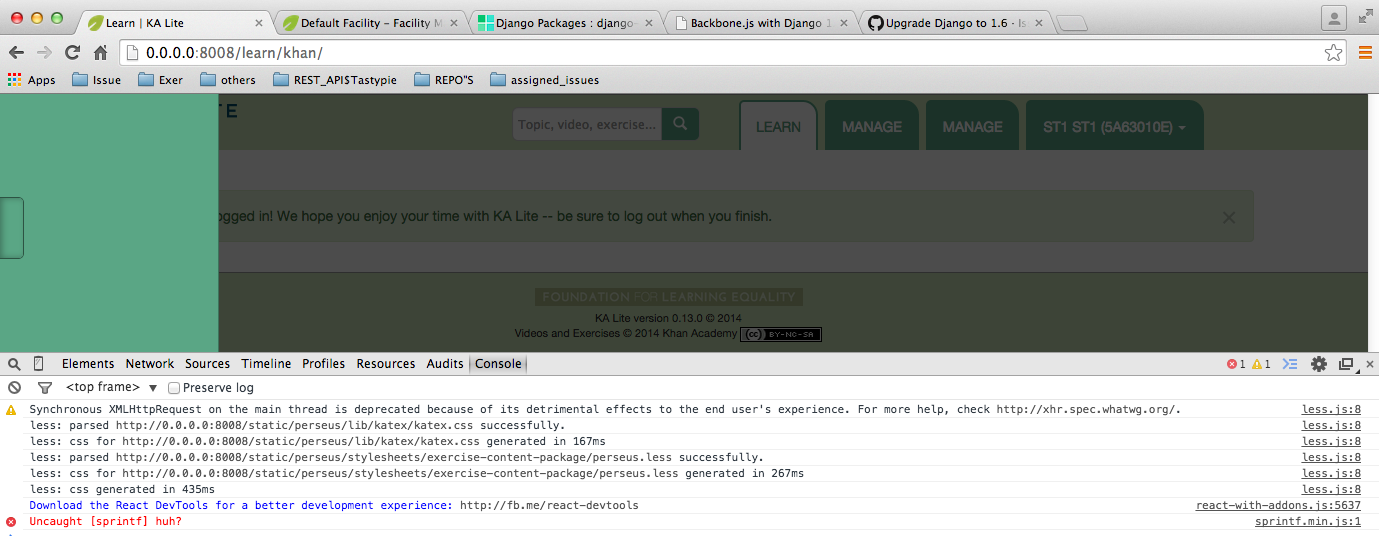 Learn | KA Lite
Default Facility – Facility M
Django Packages : django-
Backbone.js with Django 1
Upgrade Django to 1.6 · Is
0.0.0.0:8008/learn/khan/
Apps Issue Exer others REST_API$Tastypie REPO"S assigned_issues
TE
Topic, video, exercise... LEARN MANAGE MANAGE ST1 ST1 (5A63010E)
ogged in! We hope you enjoy your time with KA Lite -- be sure to log out when you finish. ×
FOUNDATION FOR LEARNING EQUALITY
KA Lite version 0.13.0 © 2014
Videos and Exercises © 2014 Khan Academy (cc) BY-NC-SA
Elements Network Sources Timeline Profiles Resources Audits Console 1 1
<top frame> ▼ Preserve log
Synchronous XMLHttpRequest on the main thread is deprecated because of its detrimental effects to the end user's experience. For more help, check http://xhr.spec.whatwg.org/. less.js:8
less: parsed http://0.0.0.0:8008/static/perseus/lib/katex/katex.css successfully. less.js:8
less: css for http://0.0.0.0:8008/static/perseus/lib/katex/katex.css generated in 167ms less.js:8
less: parsed http://0.0.0.0:8008/static/perseus/stylesheets/exercise-content-package/perseus.less successfully. less.js:8
less: css for http://0.0.0.0:8008/static/perseus/stylesheets/exercise-content-package/perseus.less generated in 267ms less.js:8
less: css generated in 435ms less.js:8
Download the React DevTools for a better development experience: http://fb.me/react-devtools react-with-addons.js:5637
Uncaught [sprintf] huh? sprintf.min.js:1